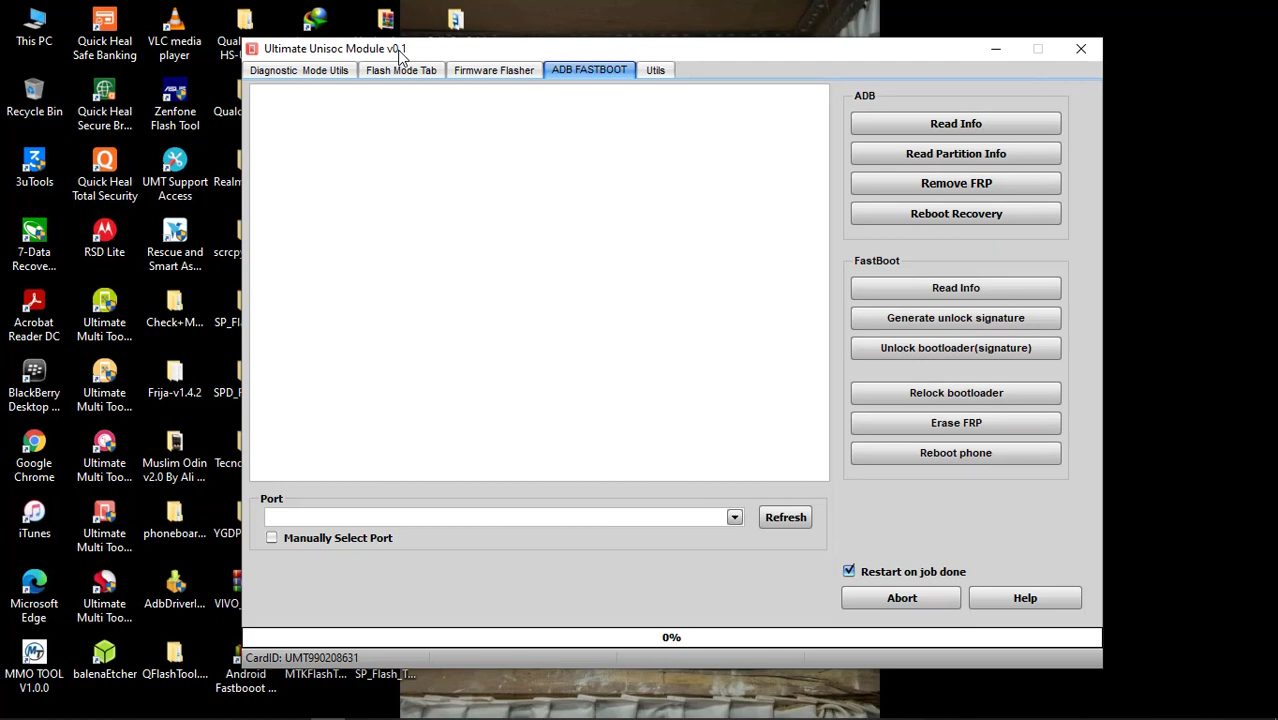 This PC
Quick Heal
Safe Banking
VLC media
player
Ultimate Unisoc Module v0.1
Diagnostic Mode Utils
Flash Mode Tab
Firmware Flasher
ADB FASTBOOT
Utils
Recycle Bin
Quick Heal
Secure Br...
Zenfone
Flash Tool
3uTools
Quick Heal
Total Security
UMT Support
Access
7-Data
Recove...
RSD Lite
Rescue and
Smart As...
Acrobat
Reader DC
Ultimate
Multi Too...
Check+M...
BlackBerry
Desktop ...
Ultimate
Multi Too...
Frija-v1.4.2
Google
Chrome
Ultimate
Multi Too...
Muslim Odin
v2.0 By Ali ...
iTunes
Ultimate
Multi Too...
phoneboar...
Microsoft
Edge
Ultimate
Multi Too...
AdbDriverI...
MMO TOOL
V1.0.0
balenaEtcher
QFlashTool...
Android
Fastbooot ...
MTKFlashT...
SP_Flash_T...
ADB
Read Info
Read Partition Info
Remove FRP
Reboot Recovery
FastBoot
Read Info
Generate unlock signature
Unlock bootloader(signature)
Relock bootloader
Erase FRP
Reboot phone
Port
Refresh
Manually Select Port
Restart on job done
Abort
Help
0%
CardID: UMT990208631